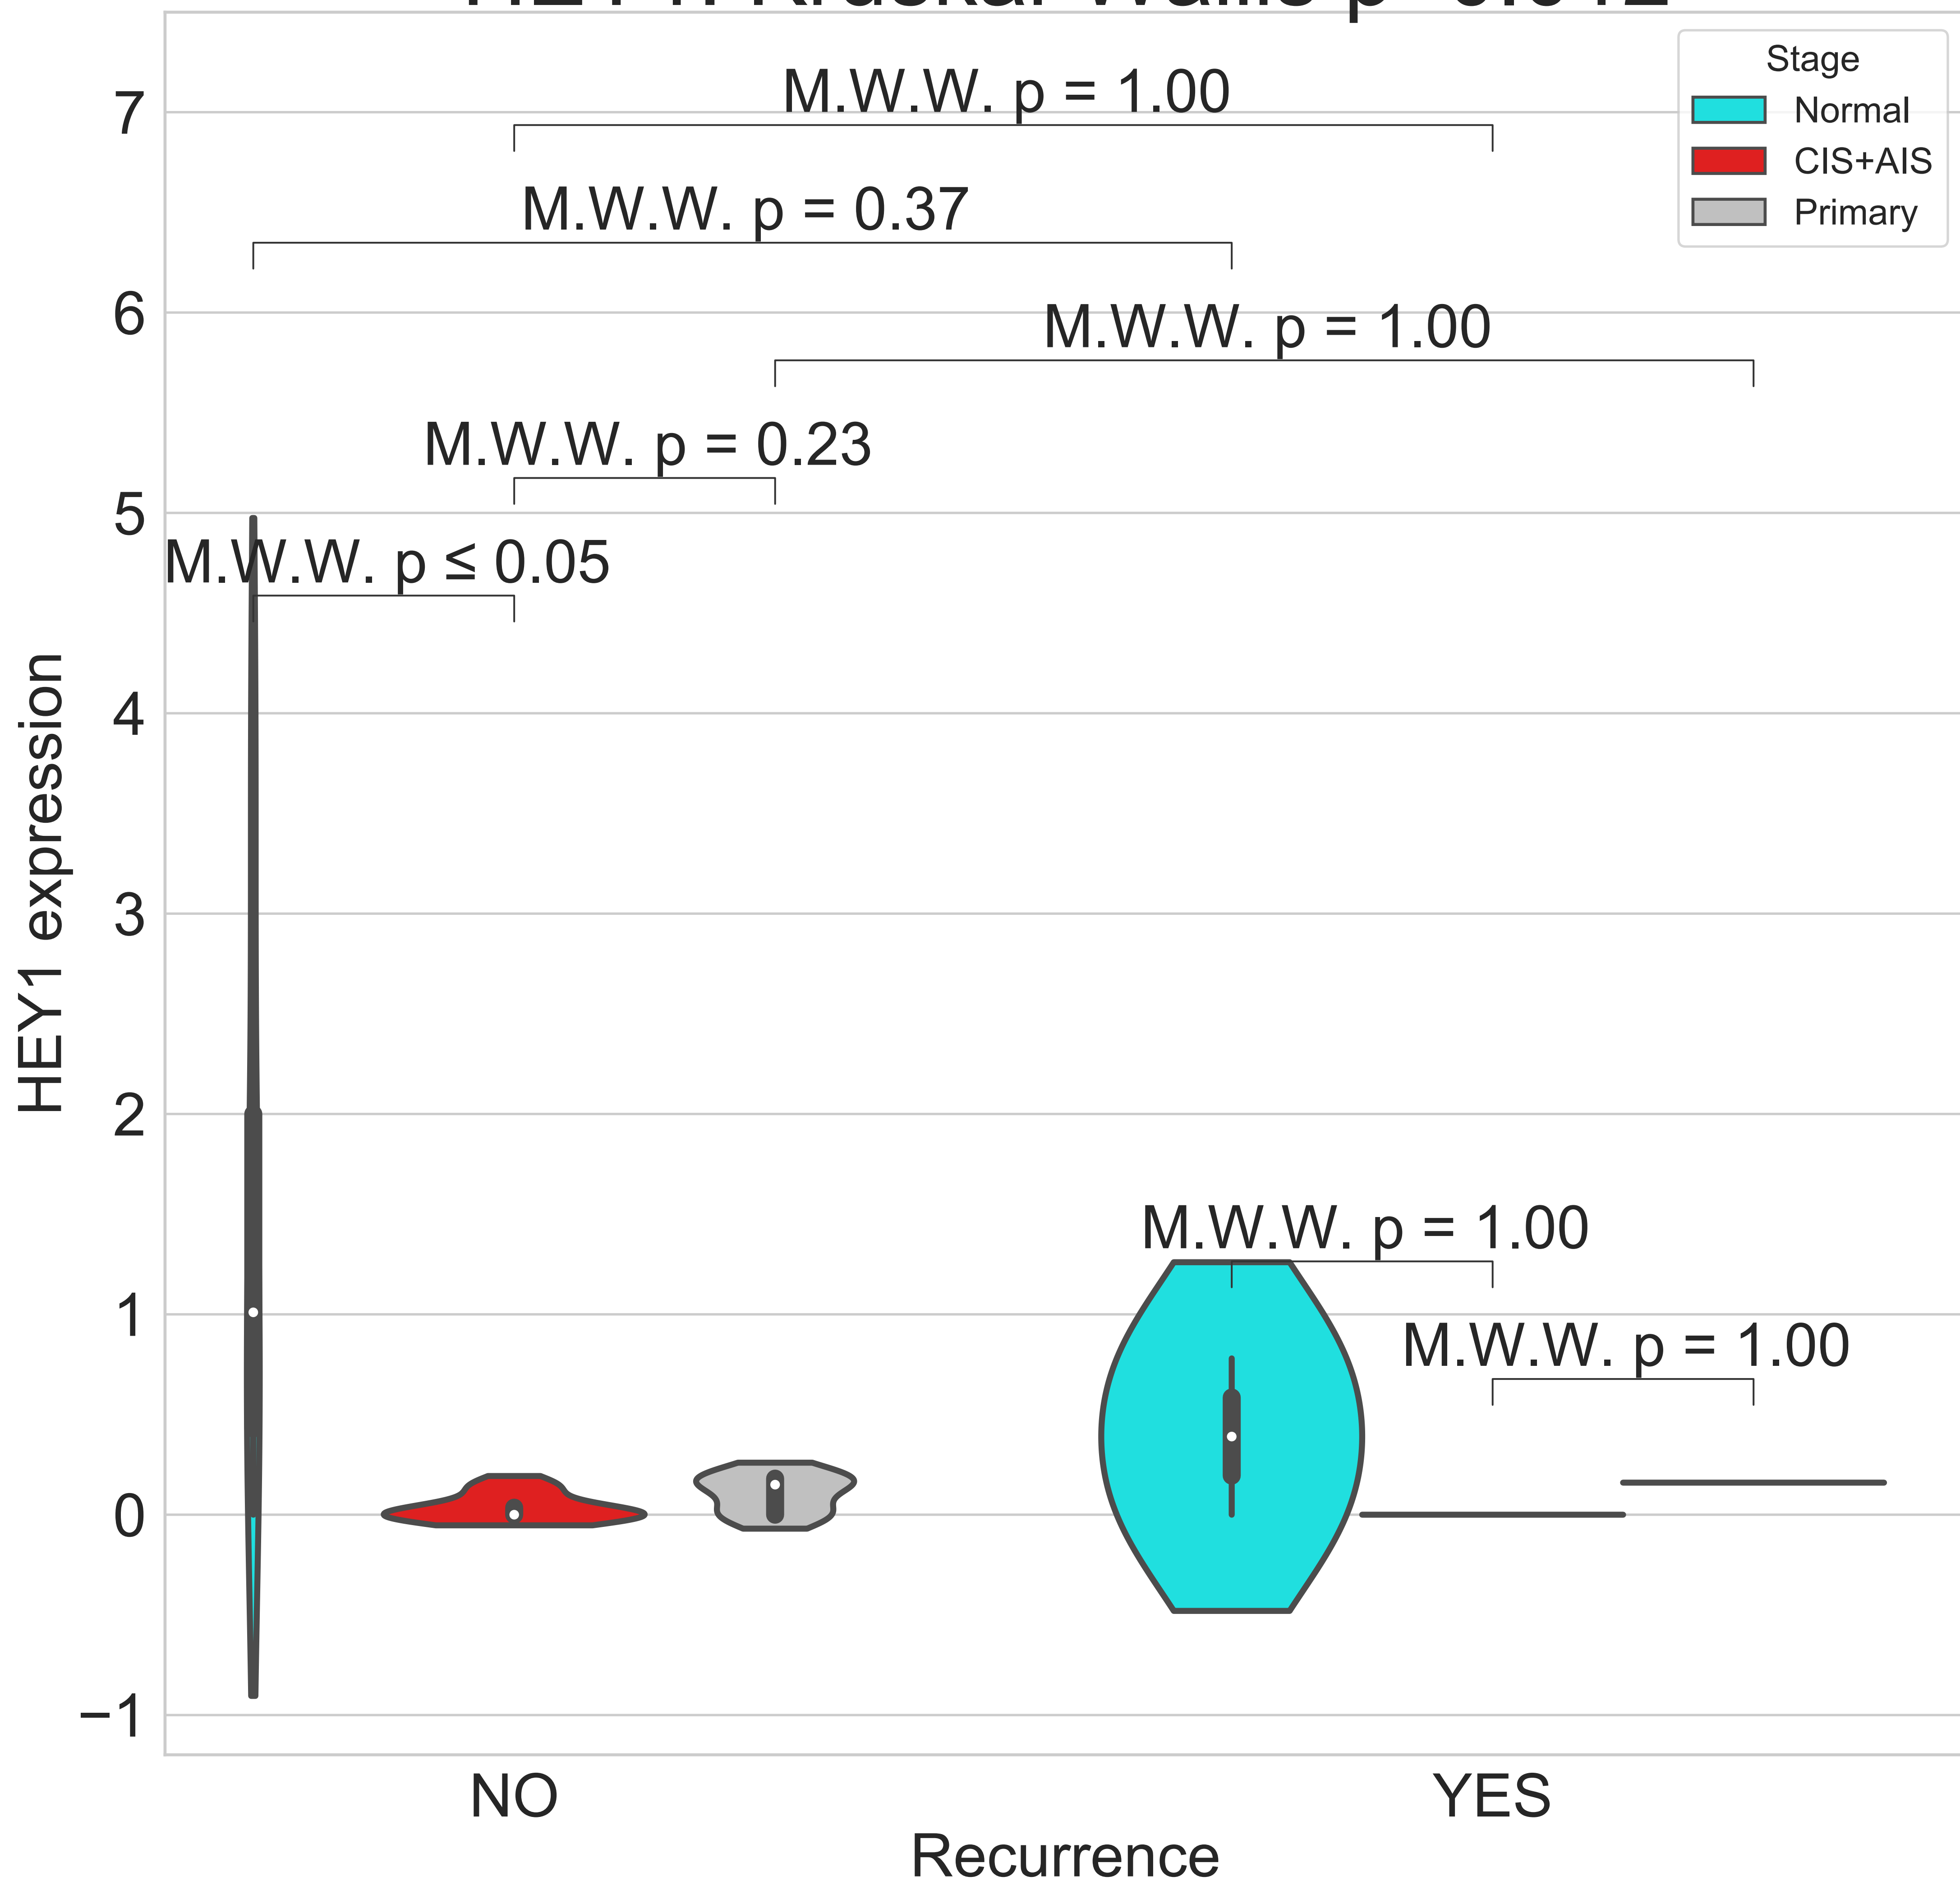 Stage
Normal
CIS+AIS
Primary
M.W.W. p = 1.00
M.W.W. p = 0.37
M.W.W. p = 1.00
M.W.W. p = 0.23
M.W.W. p ≤ 0.05
M.W.W. p = 1.00
M.W.W. p = 1.00
7
6
5
4
3
2
1
0
−1
HEY1 expression
NO
YES
Recurrence